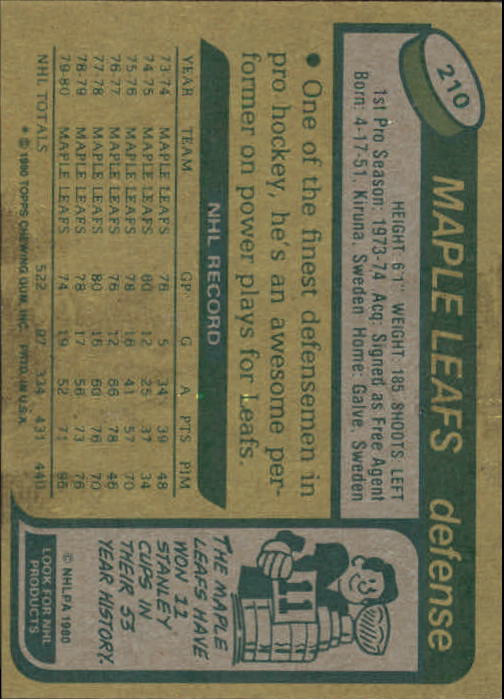 210
MAPLE LEAFS defense
HEIGHT: 6'1" WEIGHT: 185 SHOOTS: LEFT
1st Pro Season: 1973-74 Acq: Signed as Free Agent
Born: 4-17-51, Kiruna, Sweden Home: Galve, Sweden
• One of the finest defensemen in
pro hockey, he's an awesome per-
former on power plays for Leafs.
NHL RECORD
YEAR TEAM GP G A PTS PIM
73-74 MAPLE LEAFS 76 5 34 39 48
74-75 MAPLE LEAFS 60 12 25 37 34
75-76 MAPLE LEAFS 76 16 41 57 70
76-77 MAPLE LEAFS 76 12 66 78 46
77-78 MAPLE LEAFS 80 16 60 76 70
78-79 MAPLE LEAFS 78 17 56 73 76
79-80 MAPLE LEAFS 74 19 52 71 96
NHL TOTALS 522 97 334 431 440
* © 1980 TOPPS CHEWING GUM, INC. PRTD. IN U.S.A.
11
THE MAPLE
LEAFS HAVE
WON 11
STANLEY
CUPS IN
THEIR 53
YEAR HISTORY.
© NHLPA 1980
LOOK FOR NHL
PRODUCTS